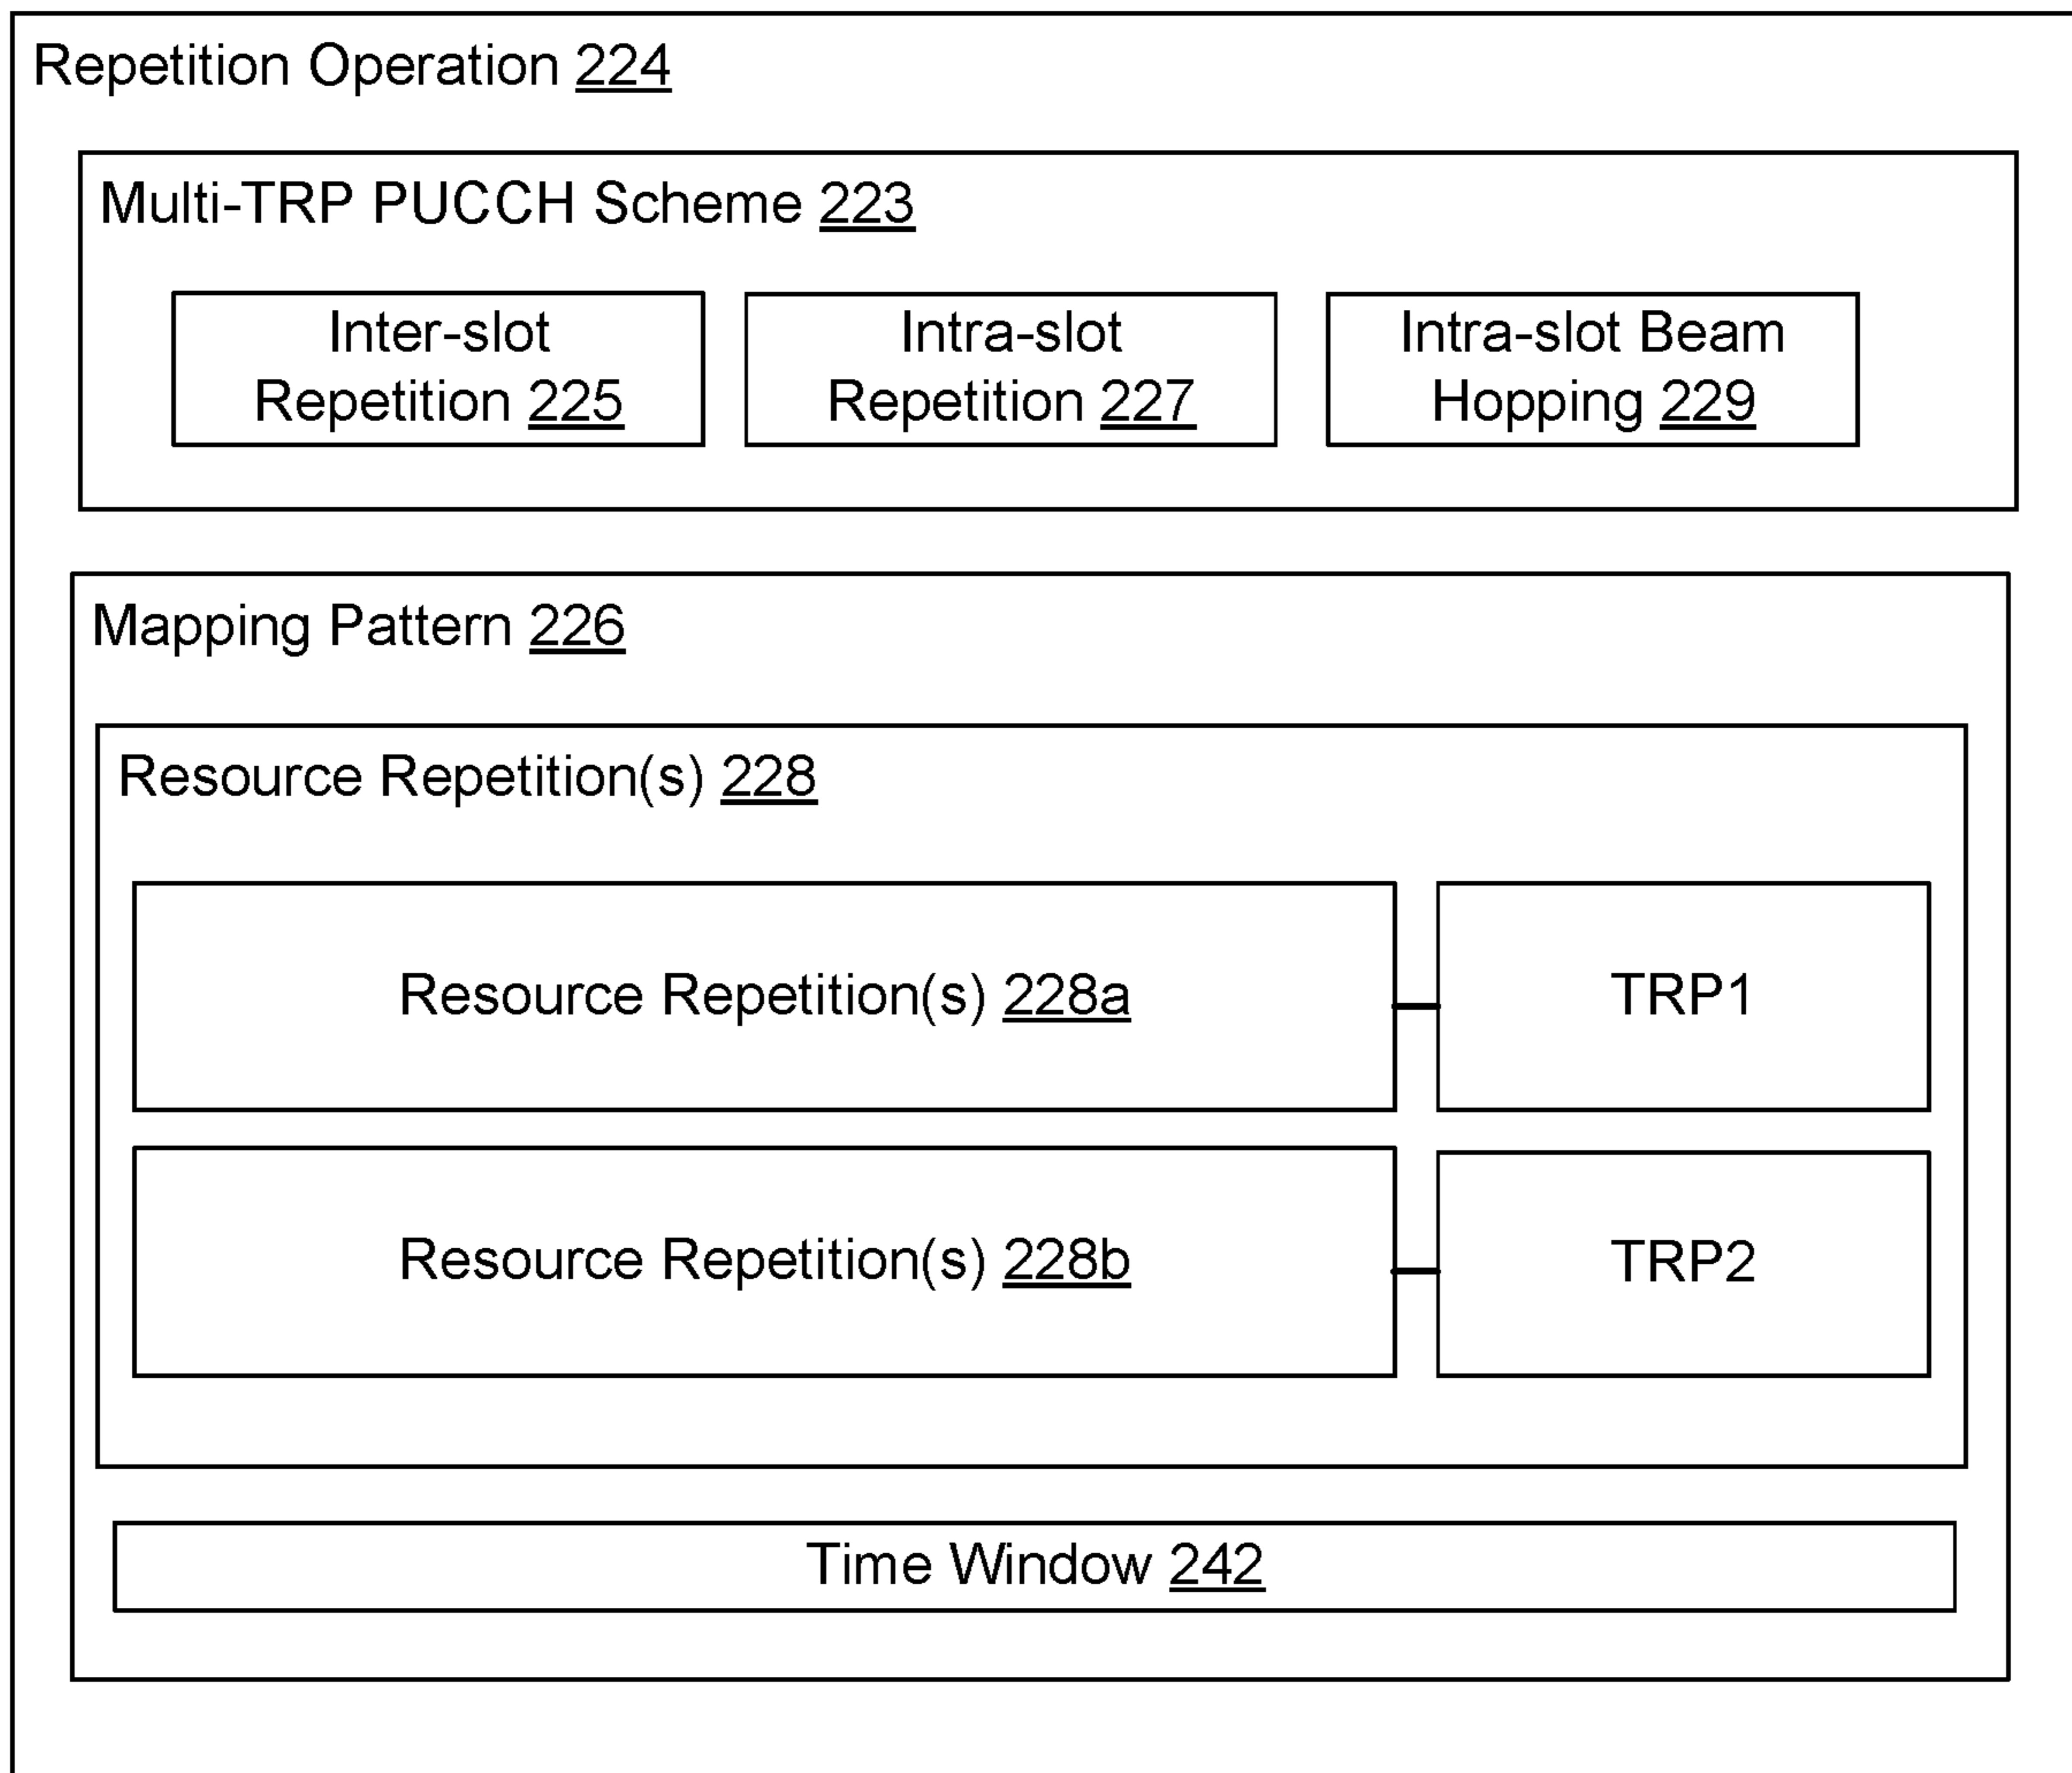 Repetition Operation 224
Multi-TRP PUCCH Scheme 223
Inter-slot
Repetition 225
Intra-slot
Repetition 227
Intra-slot Beam
Hopping 229
Mapping Pattern 226
Resource Repetition(s) 228
Resource Repetition(s) 228a
TRP1
Resource Repetition(s) 228b
TRP2
Time Window 242